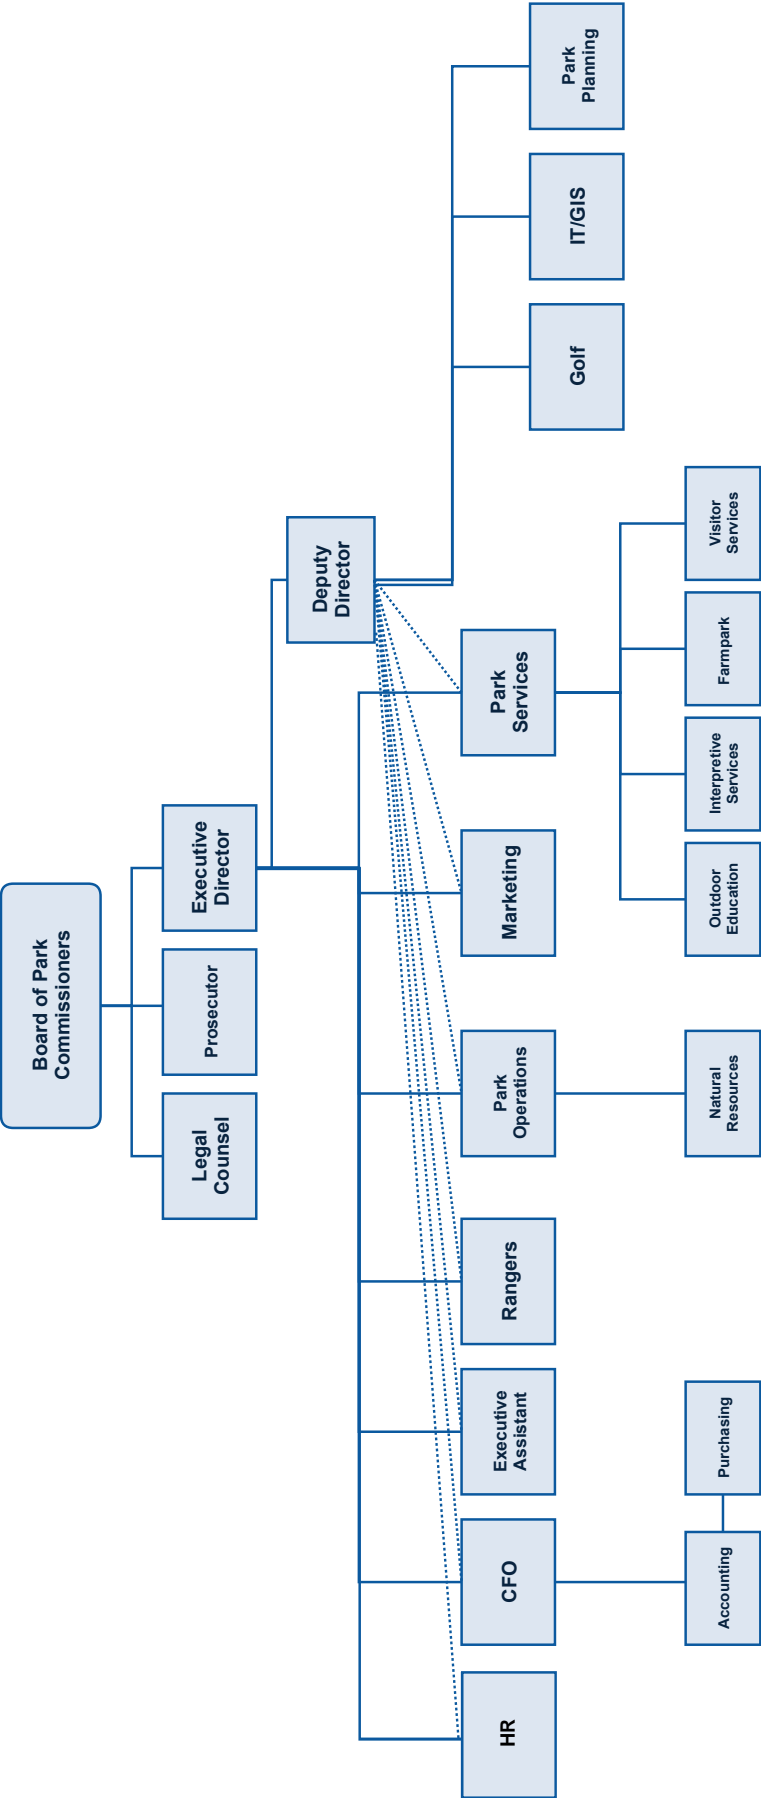 Board of Park
Commissioners
Legal
Counsel
Prosecutor
Executive
Director
Deputy
Director
HR
CFO
Executive
Assistant
Rangers
Park
Operations
Marketing
Park
Services
Golf
IT/GIS
Park
Planning
Accounting
Purchasing
Natural
Resources
Outdoor
Education
Interpretive
Services
Farmpark
Visitor
Services